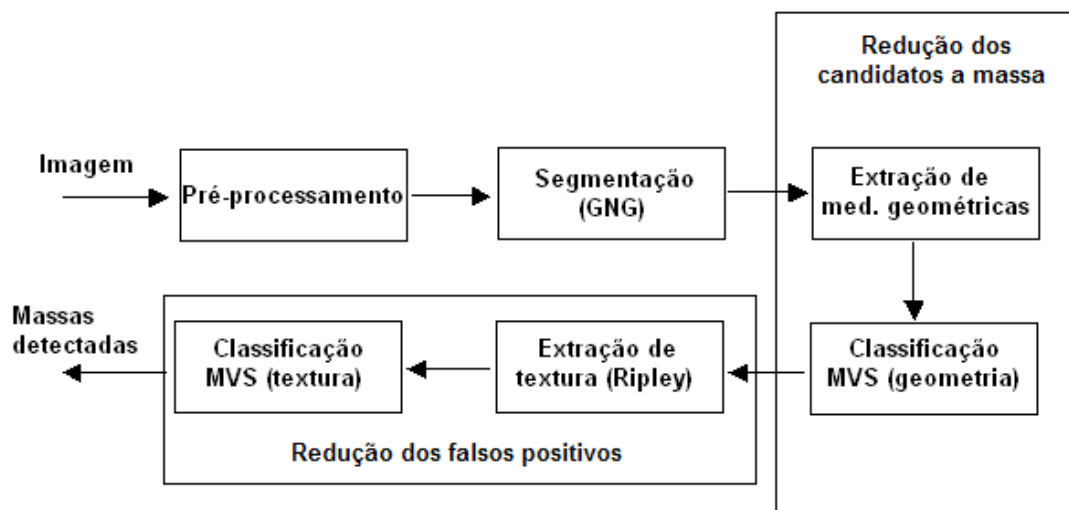 Redução dos
candidatos a massa
Imagem
Pré-processamento
Segmentação
(GNG)
Extração de
med. geométricas
Massas
detectadas
Classificação
MVS (textura)
Extração de
textura (Ripley)
Classificação
MVS (geometria)
Redução dos falsos positivos